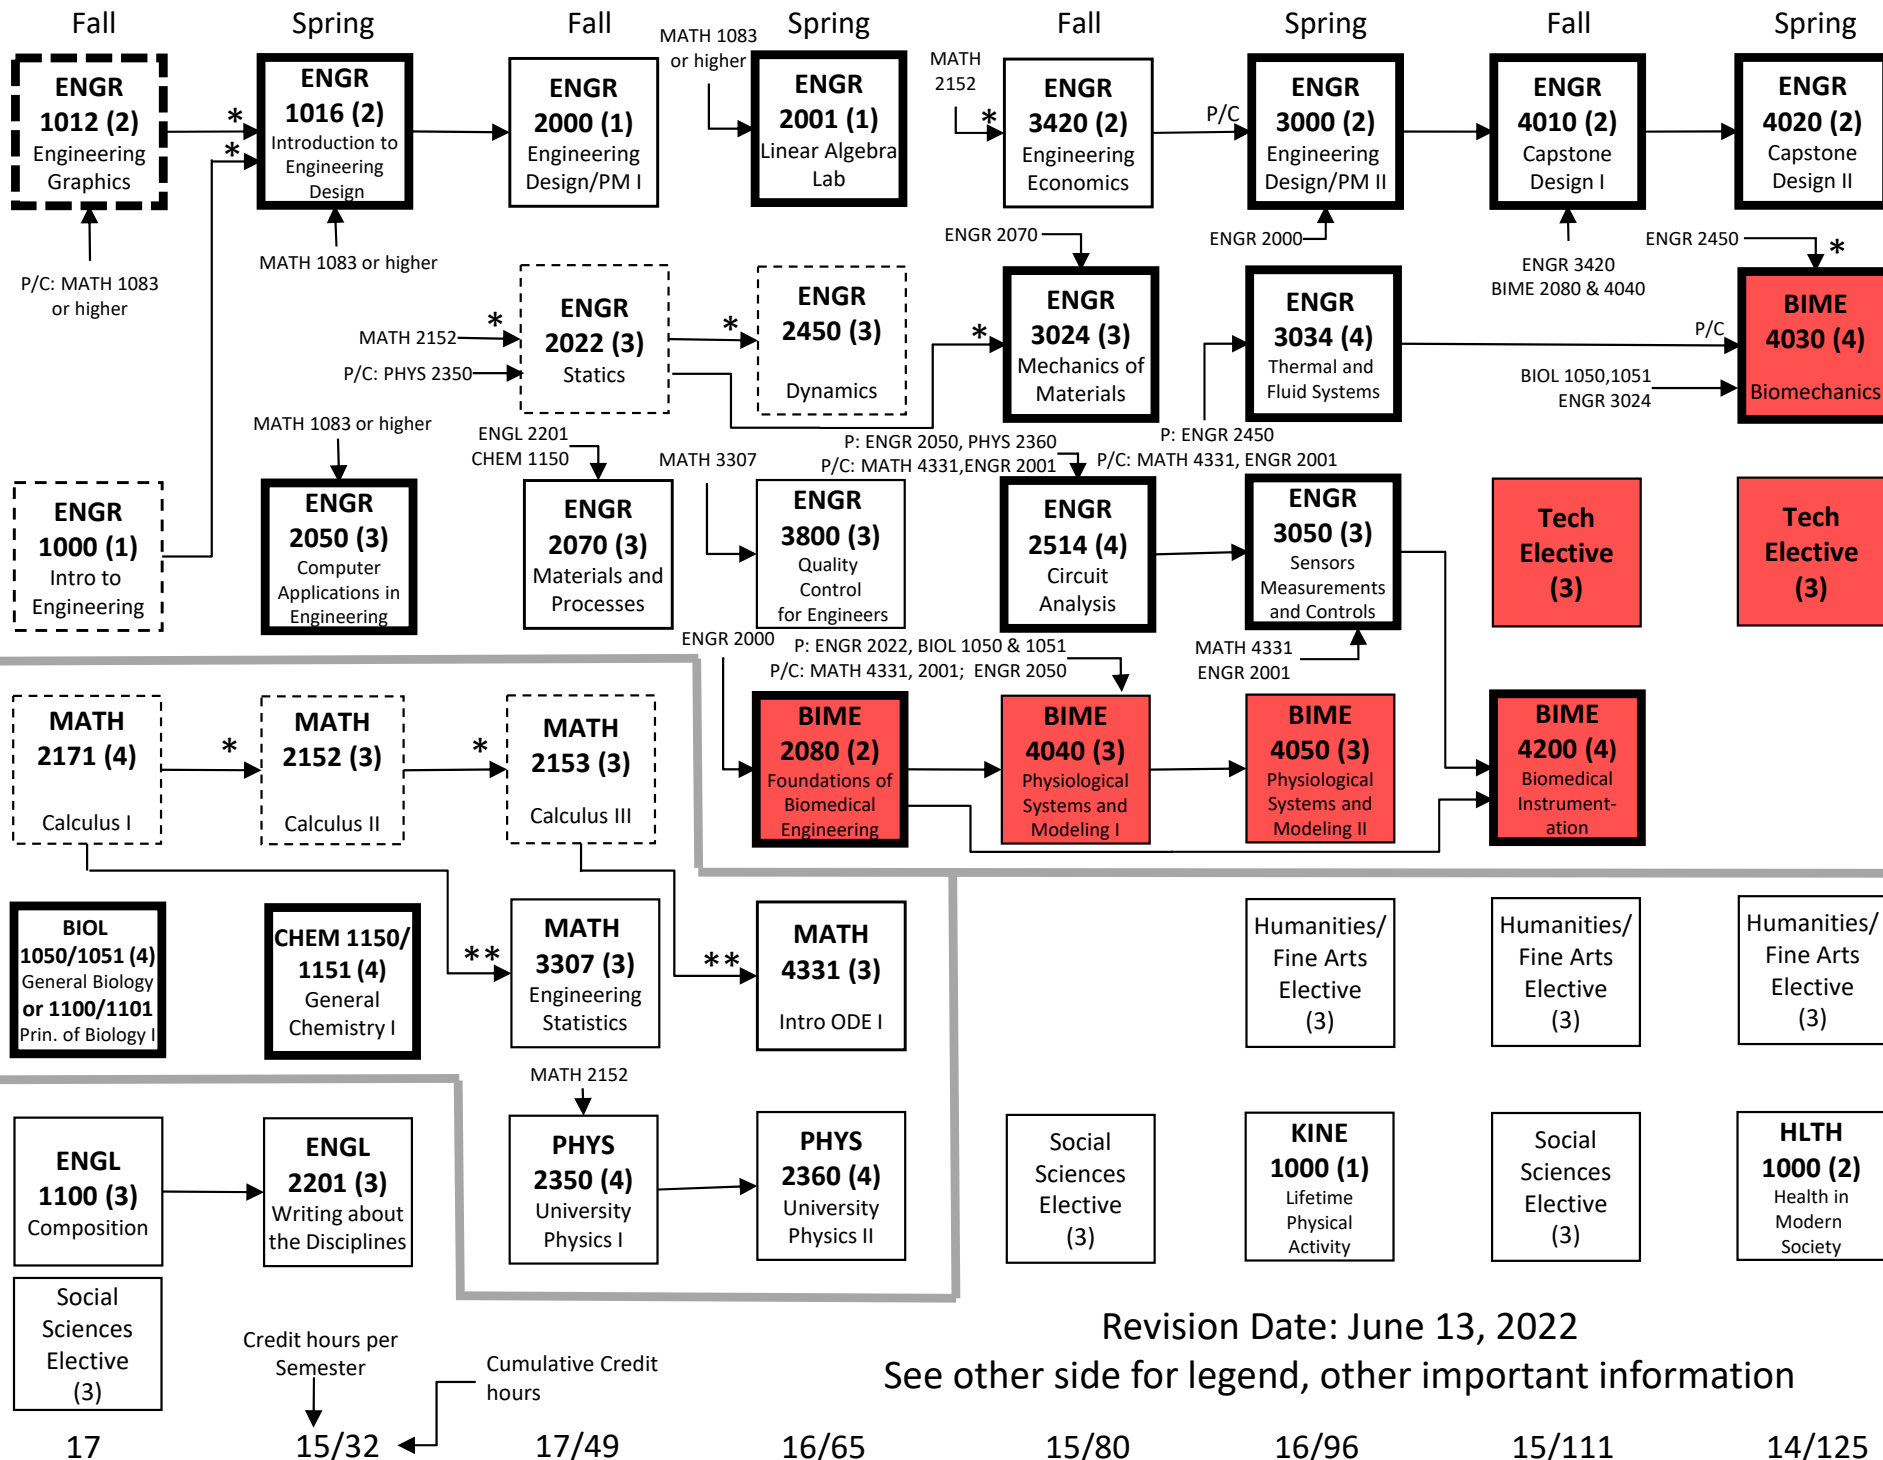 Fall
Spring
Fall
Spring
Fall
Spring
Fall
Spring
ENGR
1012 (2)
Engineering
Graphics
*
*
ENGR
1016 (2)
Introduction to
Engineering
Design
ENGR
2000 (1)
Engineering
Design/PM I
MATH 1083
or higher
ENGR
2001 (1)
Linear Algebra
Lab
MATH
2152
*
ENGR
3420 (2)
Engineering
Economics
P/C
ENGR
3000 (2)
Engineering
Design/PM II
ENGR
4010 (2)
Capstone
Design I
ENGR
4020 (2)
Capstone
Design II
P/C: MATH 1083
or higher
MATH 1083 or higher
ENGR 2070
ENGR 2000
ENGR 3420
BIME 2080 & 4040
ENGR 2450
*
MATH 2152
*
P/C: PHYS 2350
ENGR
2022 (3)
Statics
*
ENGR
2450 (3)
Dynamics
*
ENGR
3024 (3)
Mechanics of
Materials
ENGR
3034 (4)
Thermal and
Fluid Systems
P/C
BIOL 1050,1051
ENGR 3024
BIME
4030 (4)
Biomechanics
MATH 1083 or higher
ENGL 2201
CHEM 1150
MATH 3307
P: ENGR 2050, PHYS 2360
P/C: MATH 4331,ENGR 2001
P: ENGR 2450
P/C: MATH 4331, ENGR 2001
ENGR
1000 (1)
Intro to
Engineering
ENGR
2050 (3)
Computer
Applications in
Engineering
ENGR
2070 (3)
Materials and
Processes
ENGR
3800 (3)
Quality
Control
for Engineers
ENGR
2514 (4)
Circuit
Analysis
ENGR
3050 (3)
Sensors
Measurements
and Controls
Tech
Elective
(3)
Tech
Elective
(3)
ENGR 2000
P: ENGR 2022, BIOL 1050 & 1051
P/C: MATH 4331, 2001; ENGR 2050
MATH 4331
ENGR 2001
MATH
2171 (4)
Calculus I
*
MATH
2152 (3)
Calculus II
*
MATH
2153 (3)
Calculus III
BIME
2080 (2)
Foundations of
Biomedical
Engineering
BIME
4040 (3)
Physiological
Systems and
Modeling I
BIME
4050 (3)
Physiological
Systems and
Modeling II
BIME
4200 (4)
Biomedical
Instrument-
ation
BIOL
1050/1051 (4)
General Biology
or 1100/1101
Prin. of Biology I
CHEM 1150/
1151 (4)
General
Chemistry I
**
MATH
3307 (3)
Engineering
Statistics
**
MATH
4331 (3)
Intro ODE I
Humanities/
Fine Arts
Elective
(3)
Humanities/
Fine Arts
Elective
(3)
Humanities/
Fine Arts
Elective
(3)
MATH 2152
ENGL
1100 (3)
Composition
ENGL
2201 (3)
Writing about
the Disciplines
PHYS
2350 (4)
University
Physics I
PHYS
2360 (4)
University
Physics II
Social
Sciences
Elective
(3)
KINE
1000 (1)
Lifetime
Physical
Activity
Social
Sciences
Elective
(3)
HLTH
1000 (2)
Health in
Modern
Society
Social
Sciences
Elective
(3)
Credit hours per
Semester
Cumulative Credit
hours
Revision Date: June 13, 2022
See other side for legend, other important information
17
15/32
17/49
16/65
15/80
16/96
15/111
14/125